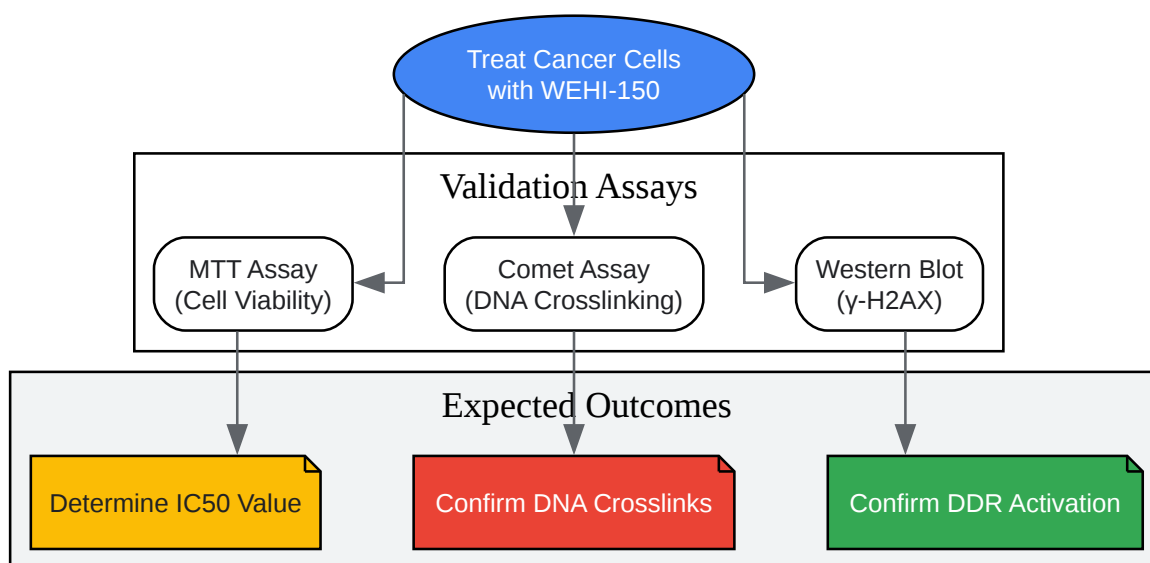 Treat Cancer Cells
with WEHI-150
Validation Assays
MTT Assay
(Cell Viability)
Comet Assay
(DNA Crosslinking)
Western Blot
(γ-H2AX)
Expected Outcomes
Determine IC50 Value
Confirm DNA Crosslinks
Confirm DDR Activation